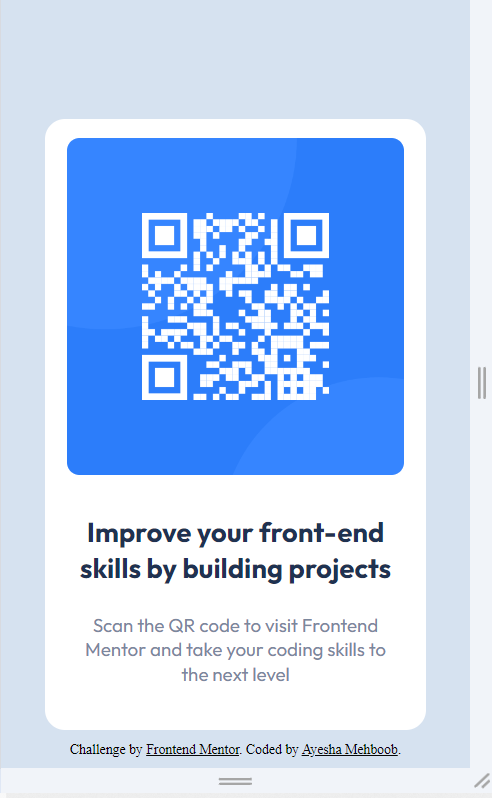 Improve your front-end
skills by building projects
Scan the QR code to visit Frontend
Mentor and take your coding skills to
the next level
Challenge by Frontend Mentor. Coded by Ayesha Mehboob.